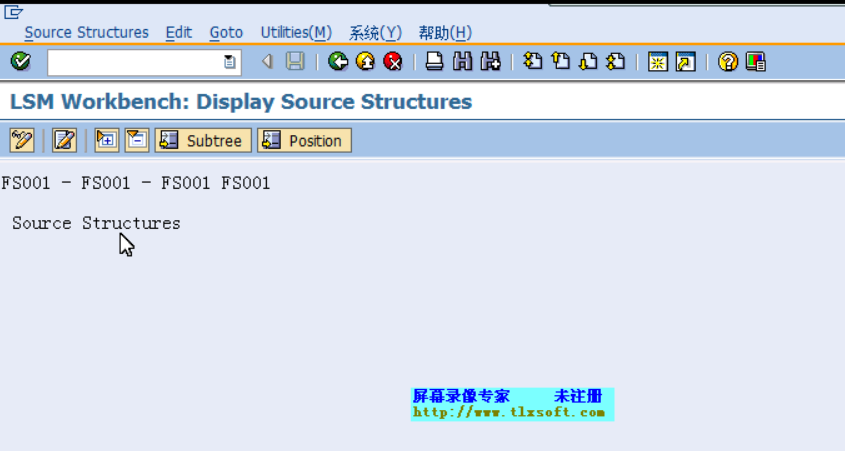 Source Structures Edit Goto Utilities(M) 系统(Y) 帮助(H)
LSM Workbench: Display Source Structures
Subtree Position
FS001 - FS001 - FS001 FS001
Source Structures
屏幕录像专家 未注册
http://www.tlxsoft.com